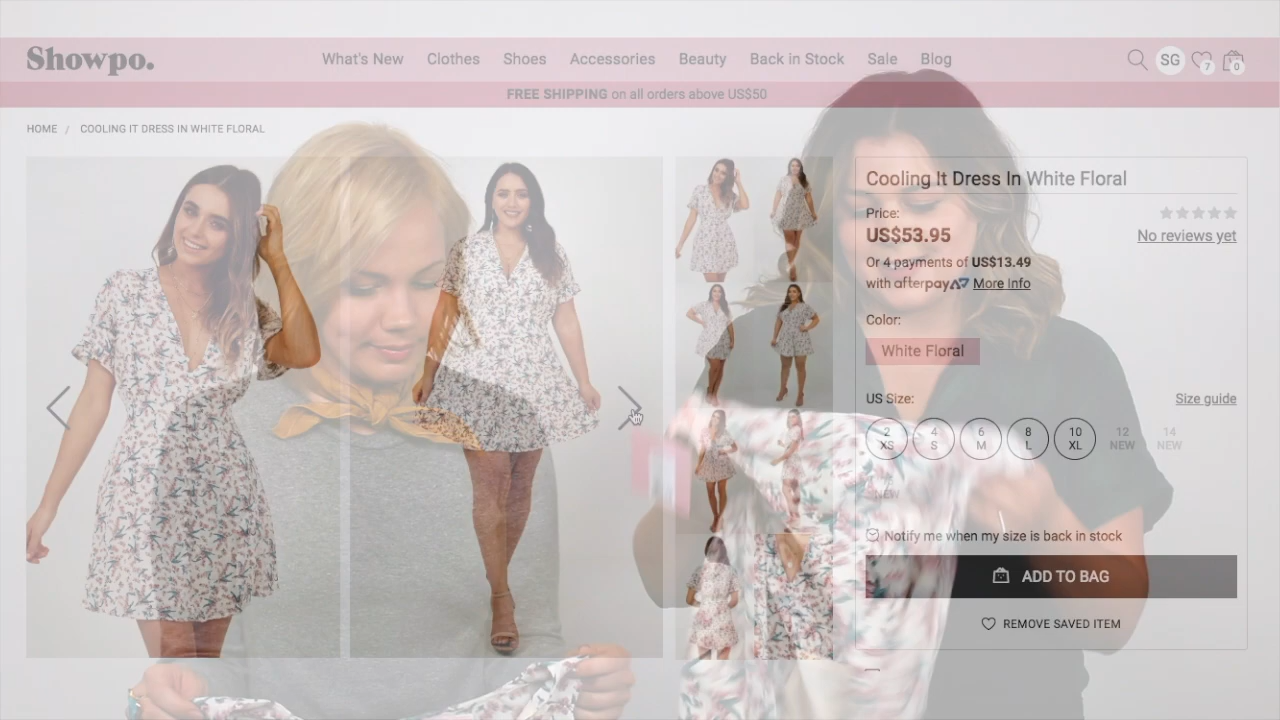 Showpo.
What's New Clothes Shoes Accessories Beauty Back in Stock Sale Blog
SG 7 0
FREE SHIPPING on all orders above US$50
HOME / COOLING IT DRESS IN WHITE FLORAL
Cooling It Dress In White Floral
Price:
US$53.95
No reviews yet
Or 4 payments of US$13.49
with afterpay More Info
Color:
White Floral
US Size:
Size guide
2 4 6 8 10 12 14
XS S M L XL NEW NEW
NEW
Notify me when my size is back in stock
ADD TO BAG
REMOVE SAVED ITEM